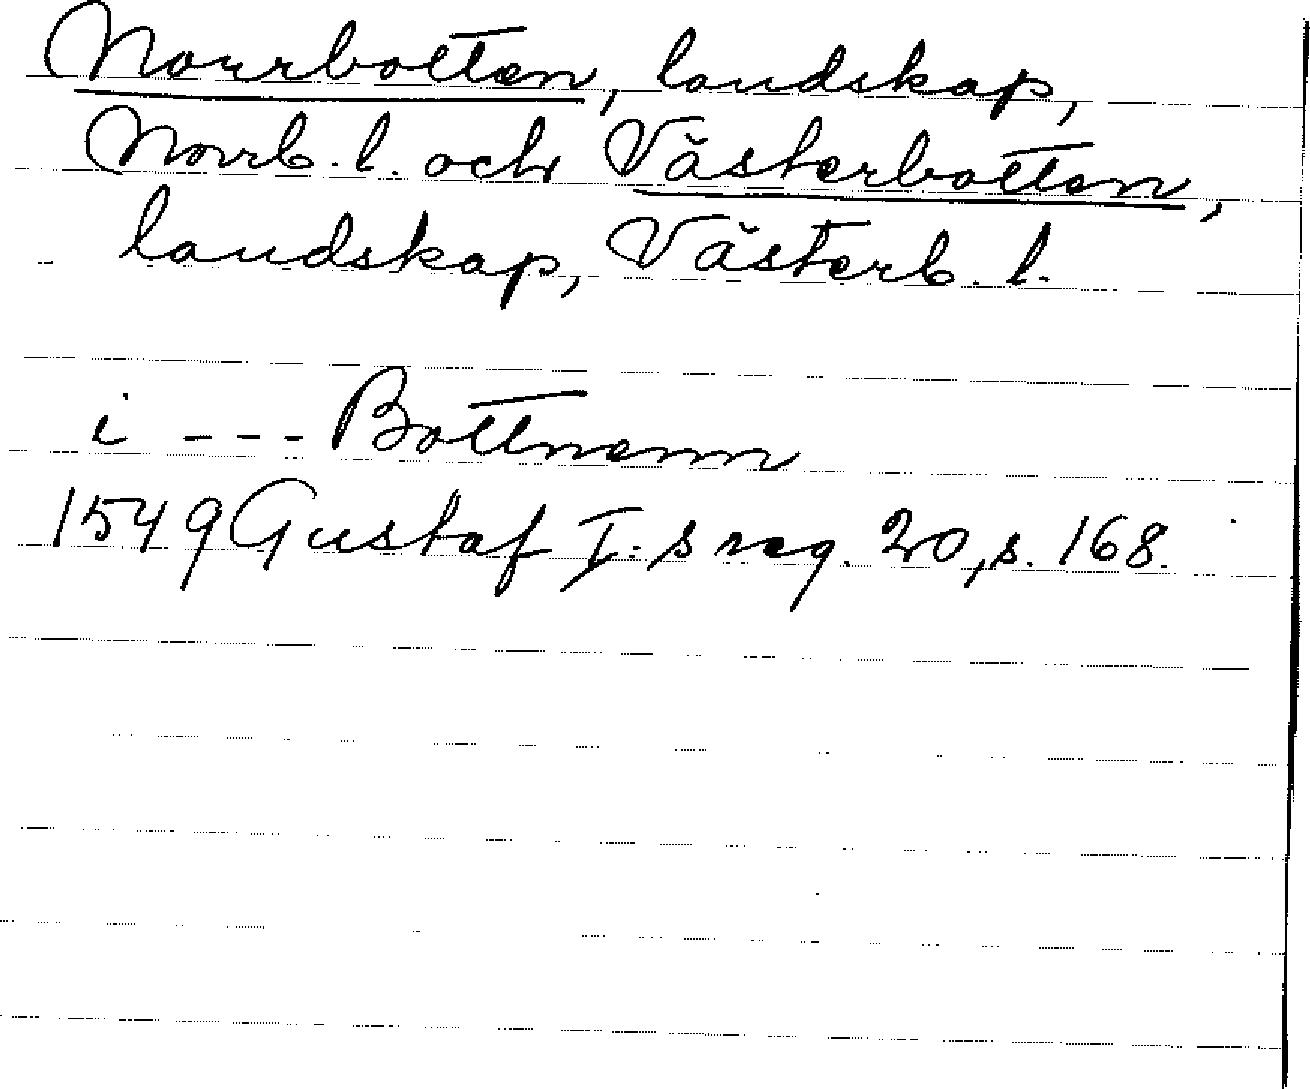 Norrbotten, landskap,
Norrb. l. och Västerbotten,
landskap, Västerb. l.
i --- Bottnenn
1549 Gustaf I:s reg. 20, s. 168.